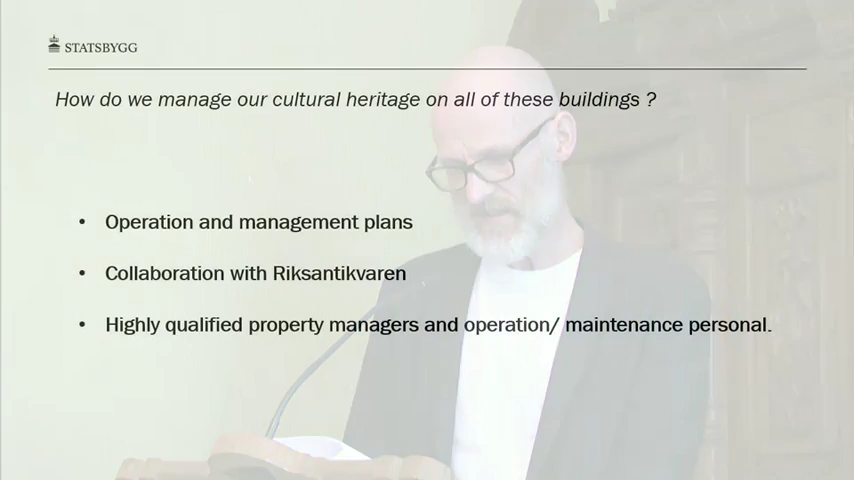 STATSBYGG
How do we manage our cultural heritage on all of these buildings ?
• Operation and management plans
• Collaboration with Riksantikvaren
• Highly qualified property managers and operation/ maintenance personal.